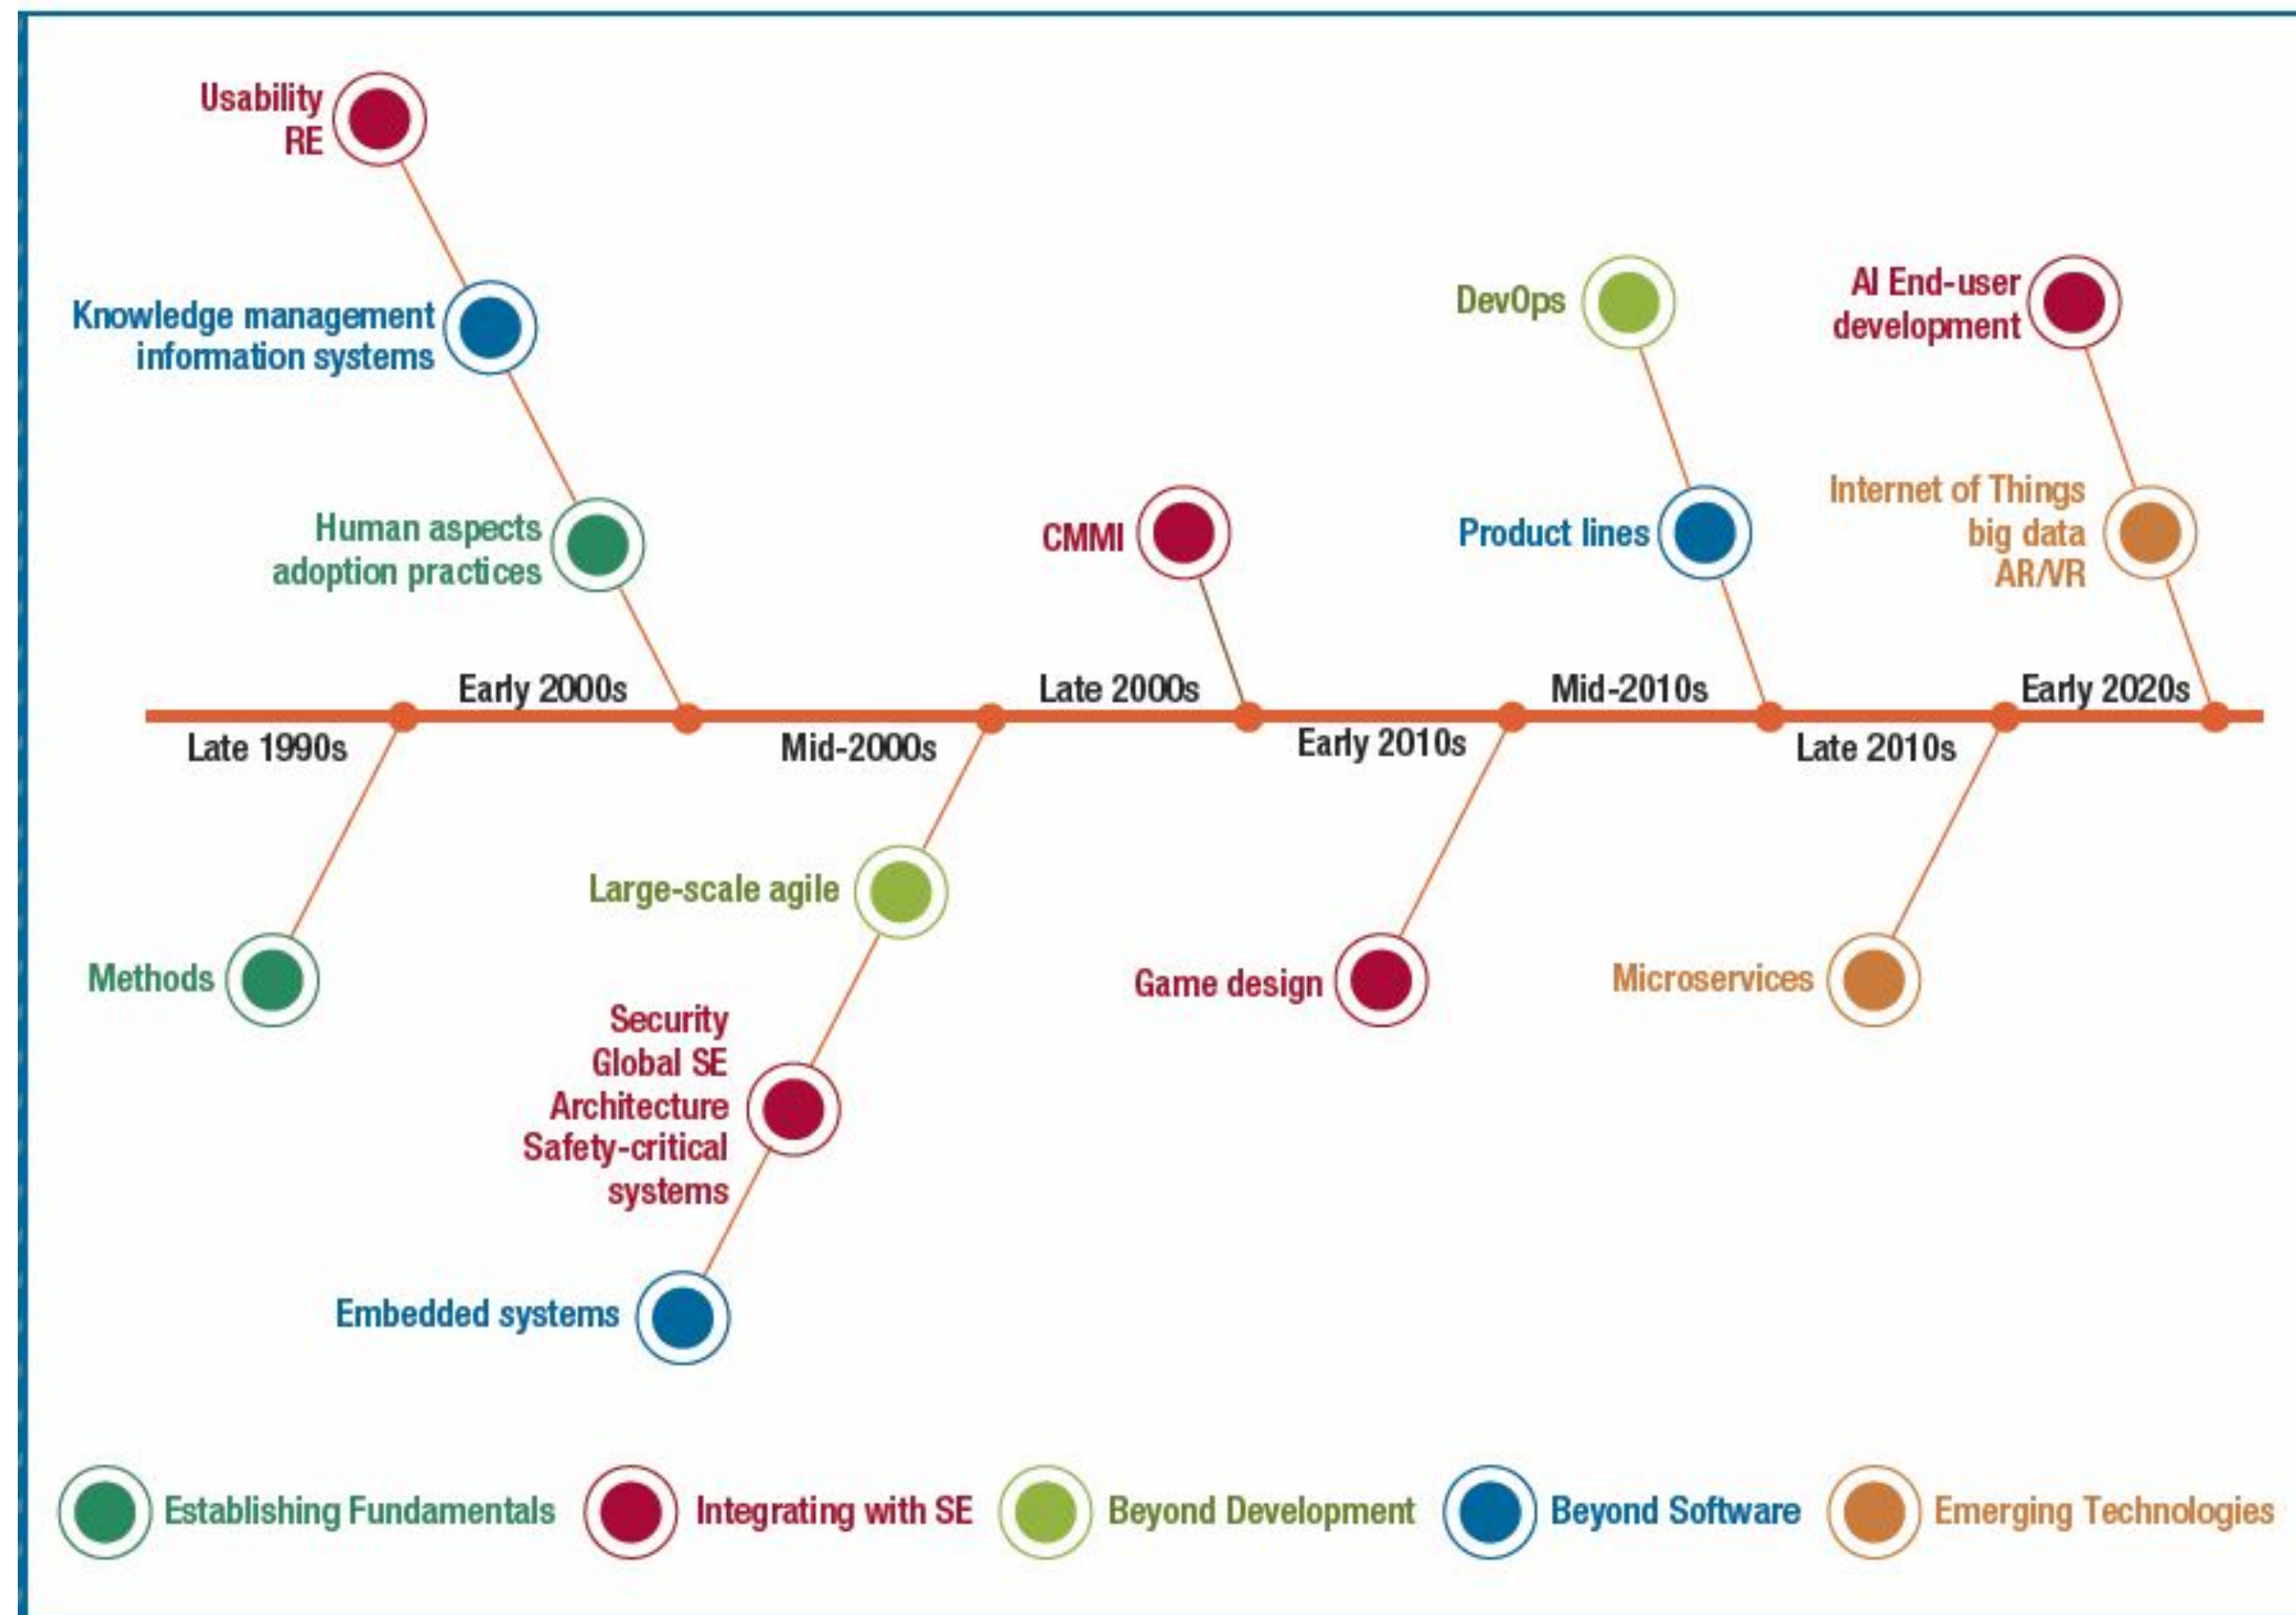 Usability
RE
Knowledge management
information systems
Human aspects
adoption practices
CMMI
DevOps
Product lines
AI End-user
development
Internet of Things
big data
AR/VR
Early 2000s
Late 2000s
Mid-2010s
Early 2020s
Late 1990s
Mid-2000s
Early 2010s
Late 2010s
Large-scale agile
Methods
Security
Global SE
Architecture
Safety-critical
systems
Embedded systems
Game design
Microservices
Establishing Fundamentals
Integrating with SE
Beyond Development
Beyond Software
Emerging Technologies